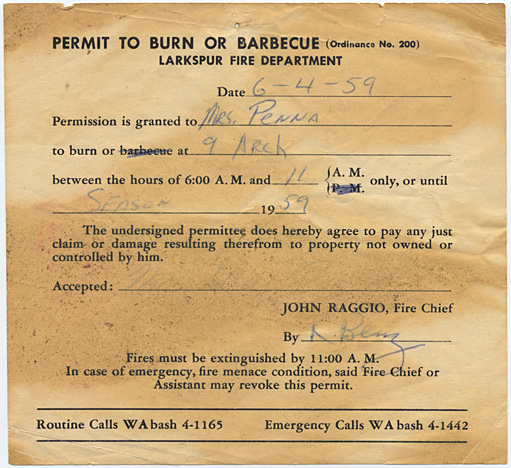 PERMIT TO BURN OR BARBECUE (Ordinance No. 200)
LARKSPUR FIRE DEPARTMENT
Date 6-4-59
Permission is granted to Mrs. Penna
to burn or barbecue at 9 Arch
between the hours of 6:00 A. M. and 11 { A. M. P. M. only, or until
Season 1959
The undersigned permittee does hereby agree to pay any just
claim or damage resulting therefrom to property not owned or
controlled by him.
Accepted:
JOHN RAGGIO, Fire Chief
By
Fires must be extinguished by 11:00 A. M.
In case of emergency, fire menace condition, said Fire Chief or
Assistant may revoke this permit.
Routine Calls WAbash 4-1165 Emergency Calls WAbash 4-1442